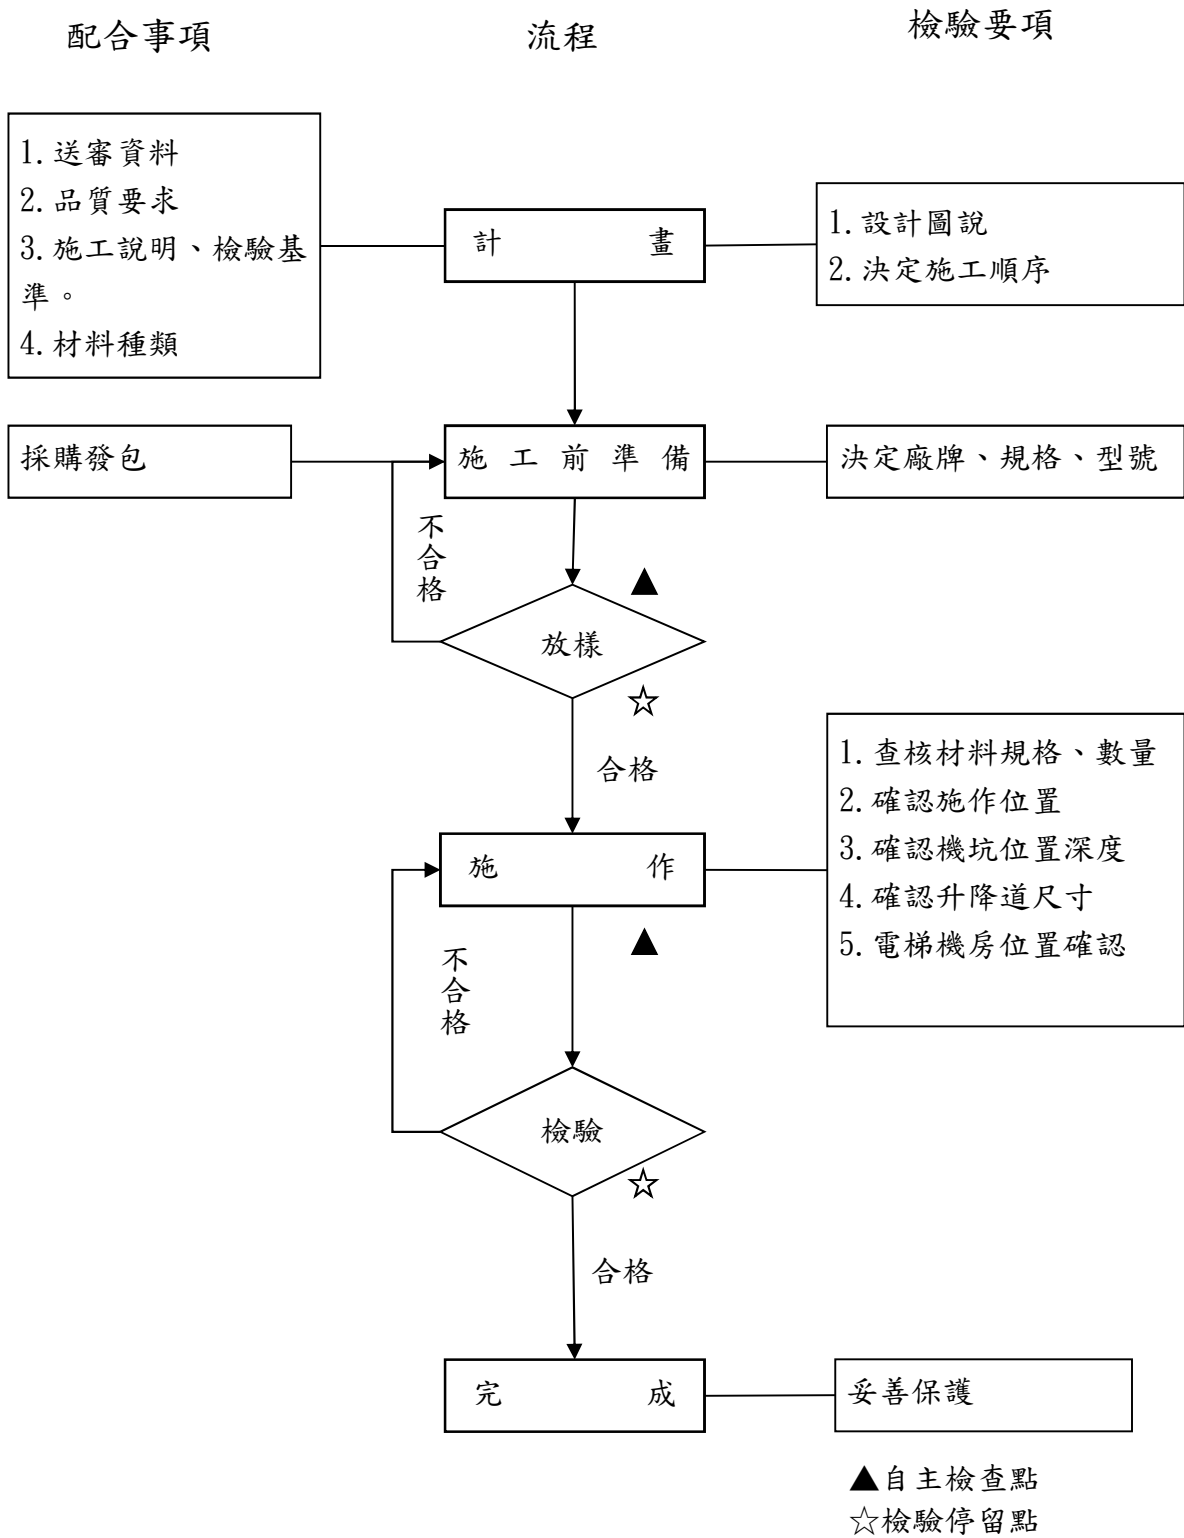 配合事項
流程
檢驗要項
1.送審資料
2.品質要求
3.施工說明、檢驗基
準。
4.材料種類
計 畫
1.設計圖說
2.決定施工順序
採購發包
施工前準備
決定廠牌、規格、型號
不合格
▲
放樣
☆
合格
施 作
1.查核材料規格、數量
2.確認施作位置
3.確認機坑位置深度
4.確認升降道尺寸
5.電梯機房位置確認
▲
不合格
檢驗
☆
合格
完 成
妥善保護
▲自主檢查點
☆檢驗停留點